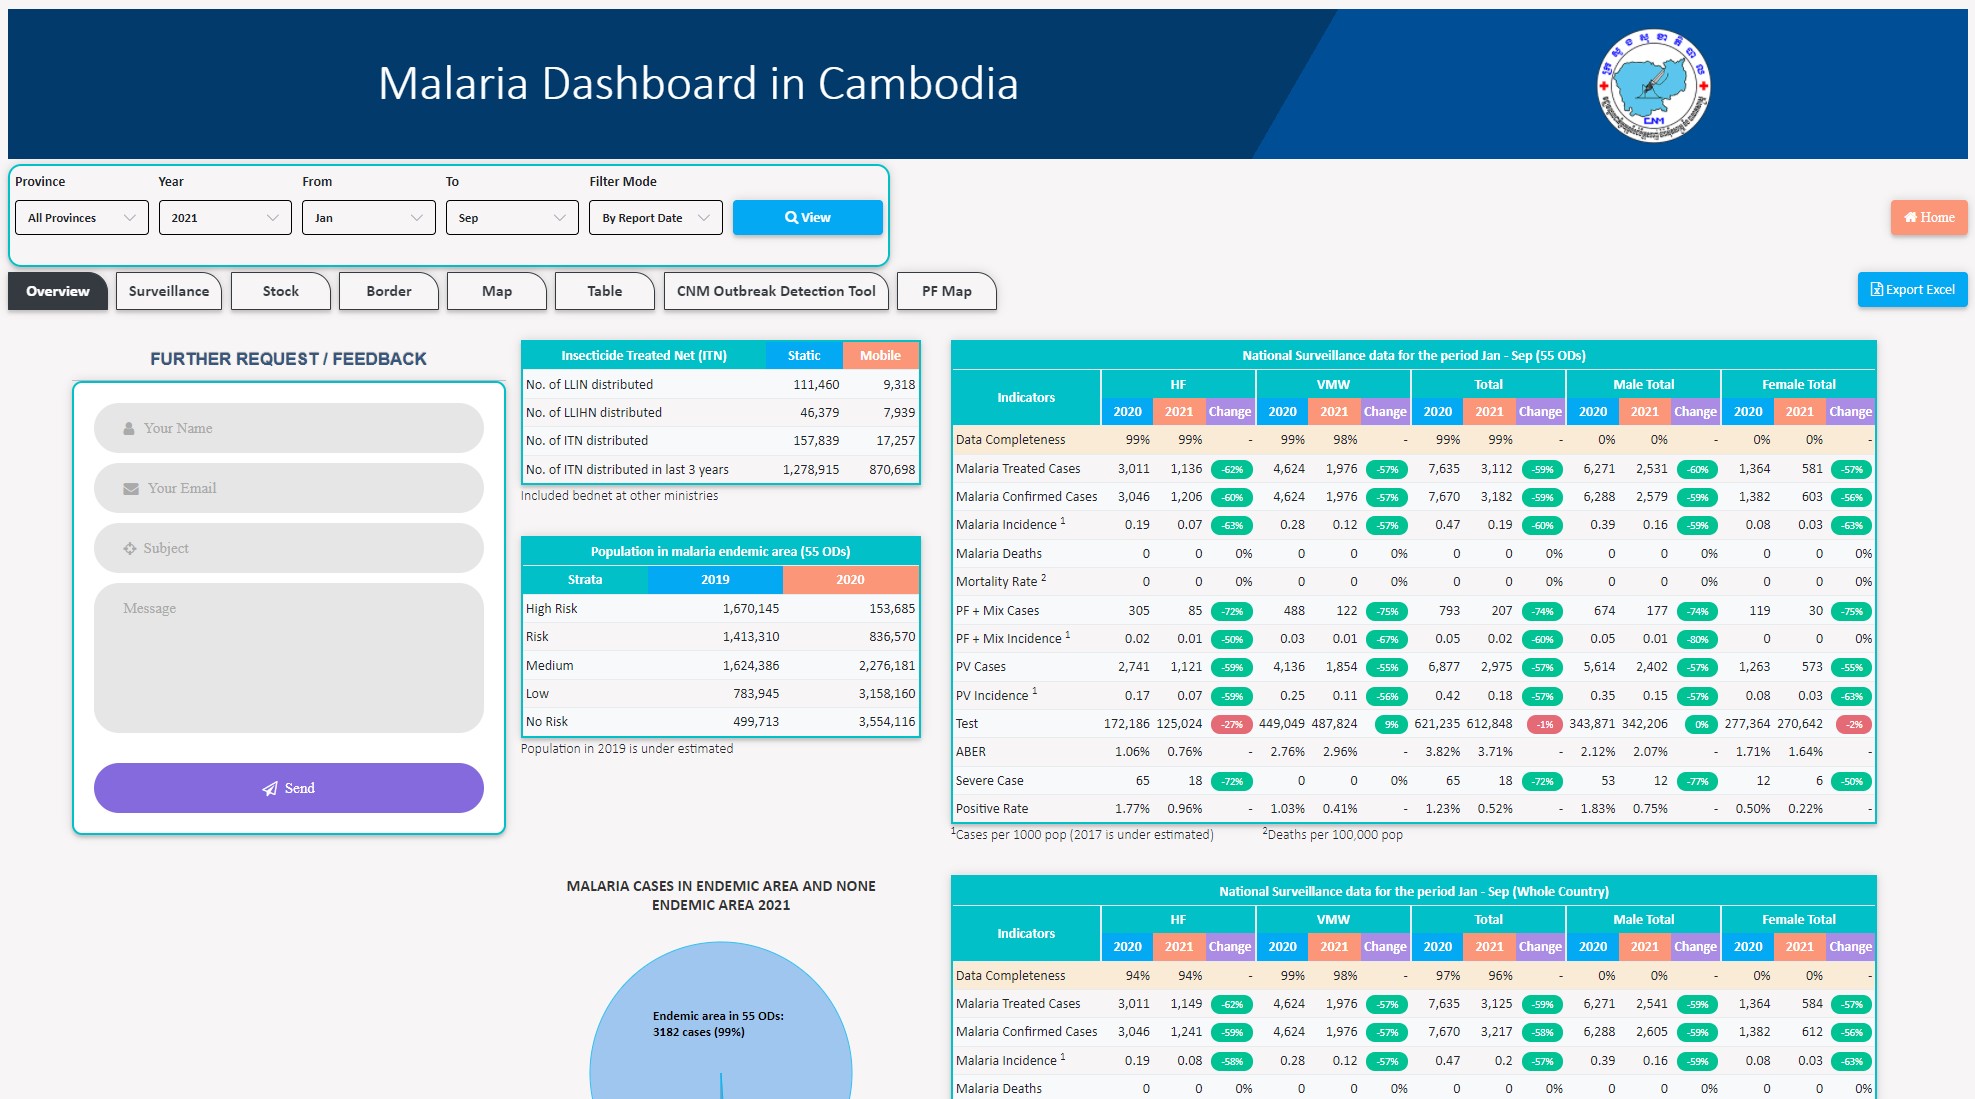 Malaria Dashboard in Cambodia
CNM
Province Year From To Filter Mode
All Provinces 2021 Jan Sep By Report Date View
Home
Overview Surveillance Stock Border Map Table CNM Outbreak Detection Tool PF Map
Export Excel
FURTHER REQUEST / FEEDBACK
Your Name
Your Email
Subject
Message
Send
Insecticide Treated Net (ITN) Static Mobile
No. of LLIN distributed 111,460 9,318
No. of LLIHN distributed 46,379 7,939
No. of ITN distributed 157,839 17,257
No. of ITN distributed in last 3 years 1,278,915 870,698
Included bednet at other ministries
Population in malaria endemic area (55 ODs)
Strata 2019 2020
High Risk 1,670,145 153,685
Risk 1,413,310 836,570
Medium 1,624,386 2,276,181
Low 783,945 3,158,160
No Risk 499,713 3,554,116
Population in 2019 is under estimated
MALARIA CASES IN ENDEMIC AREA AND NONE
ENDEMIC AREA 2021
Endemic area in 55 ODs:
3182 cases (99%)
National Surveillance data for the period Jan - Sep (55 ODs)
Indicators HF VMW Total Male Total Female Total
2020 2021 Change 2020 2021 Change 2020 2021 Change 2020 2021 Change 2020 2021 Change
Data Completeness 99% 99% - 99% 98% - 99% 99% - 0% 0% - 0% 0% -
Malaria Treated Cases 3,011 1,136 -62% 4,624 1,976 -57% 7,635 3,112 -59% 6,271 2,531 -60% 1,364 581 -57%
Malaria Confirmed Cases 3,046 1,206 -60% 4,624 1,976 -57% 7,670 3,182 -59% 6,288 2,579 -59% 1,382 603 -56%
Malaria Incidence 1 0.19 0.07 -63% 0.28 0.12 -57% 0.47 0.19 -60% 0.39 0.16 -59% 0.08 0.03 -63%
Malaria Deaths 0 0 0% 0 0 0% 0 0 0% 0 0 0% 0 0 0%
Mortality Rate 2 0 0 0% 0 0 0% 0 0 0% 0 0 0% 0 0 0%
PF + Mix Cases 305 85 -72% 488 122 -75% 793 207 -74% 674 177 -74% 119 30 -75%
PF + Mix Incidence 1 0.02 0.01 -50% 0.03 0.01 -67% 0.05 0.02 -60% 0.05 0.01 -80% 0 0 0%
PV Cases 2,741 1,121 -59% 4,136 1,854 -55% 6,877 2,975 -57% 5,614 2,402 -57% 1,263 573 -55%
PV Incidence 1 0.17 0.07 -59% 0.25 0.11 -56% 0.42 0.18 -57% 0.35 0.15 -57% 0.08 0.03 -63%
Test 172,186 125,024 -27% 449,049 487,824 9% 621,235 612,848 -1% 343,871 342,206 0% 277,364 270,642 -2%
ABER 1.06% 0.76% - 2.76% 2.96% - 3.82% 3.71% - 2.12% 2.07% - 1.71% 1.64% -
Severe Case 65 18 -72% 0 0 0% 65 18 -72% 53 12 -77% 12 6 -50%
Positive Rate 1.77% 0.96% - 1.03% 0.41% - 1.23% 0.52% - 1.83% 0.75% - 0.50% 0.22% -
1Cases per 1000 pop (2017 is under estimated) 2Deaths per 100,000 pop
National Surveillance data for the period Jan - Sep (Whole Country)
Indicators HF VMW Total Male Total Female Total
2020 2021 Change 2020 2021 Change 2020 2021 Change 2020 2021 Change 2020 2021 Change
Data Completeness 94% 94% - 99% 98% - 97% 96% - 0% 0% - 0% 0% -
Malaria Treated Cases 3,011 1,149 -62% 4,624 1,976 -57% 7,635 3,125 -59% 6,271 2,541 -59% 1,364 584 -57%
Malaria Confirmed Cases 3,046 1,241 -59% 4,624 1,976 -57% 7,670 3,217 -58% 6,288 2,605 -59% 1,382 612 -56%
Malaria Incidence 1 0.19 0.08 -58% 0.28 0.12 -57% 0.47 0.2 -57% 0.39 0.16 -59% 0.08 0.03 -63%
Malaria Deaths 0 0 0% 0 0 0% 0 0 0% 0 0 0% 0 0 0%